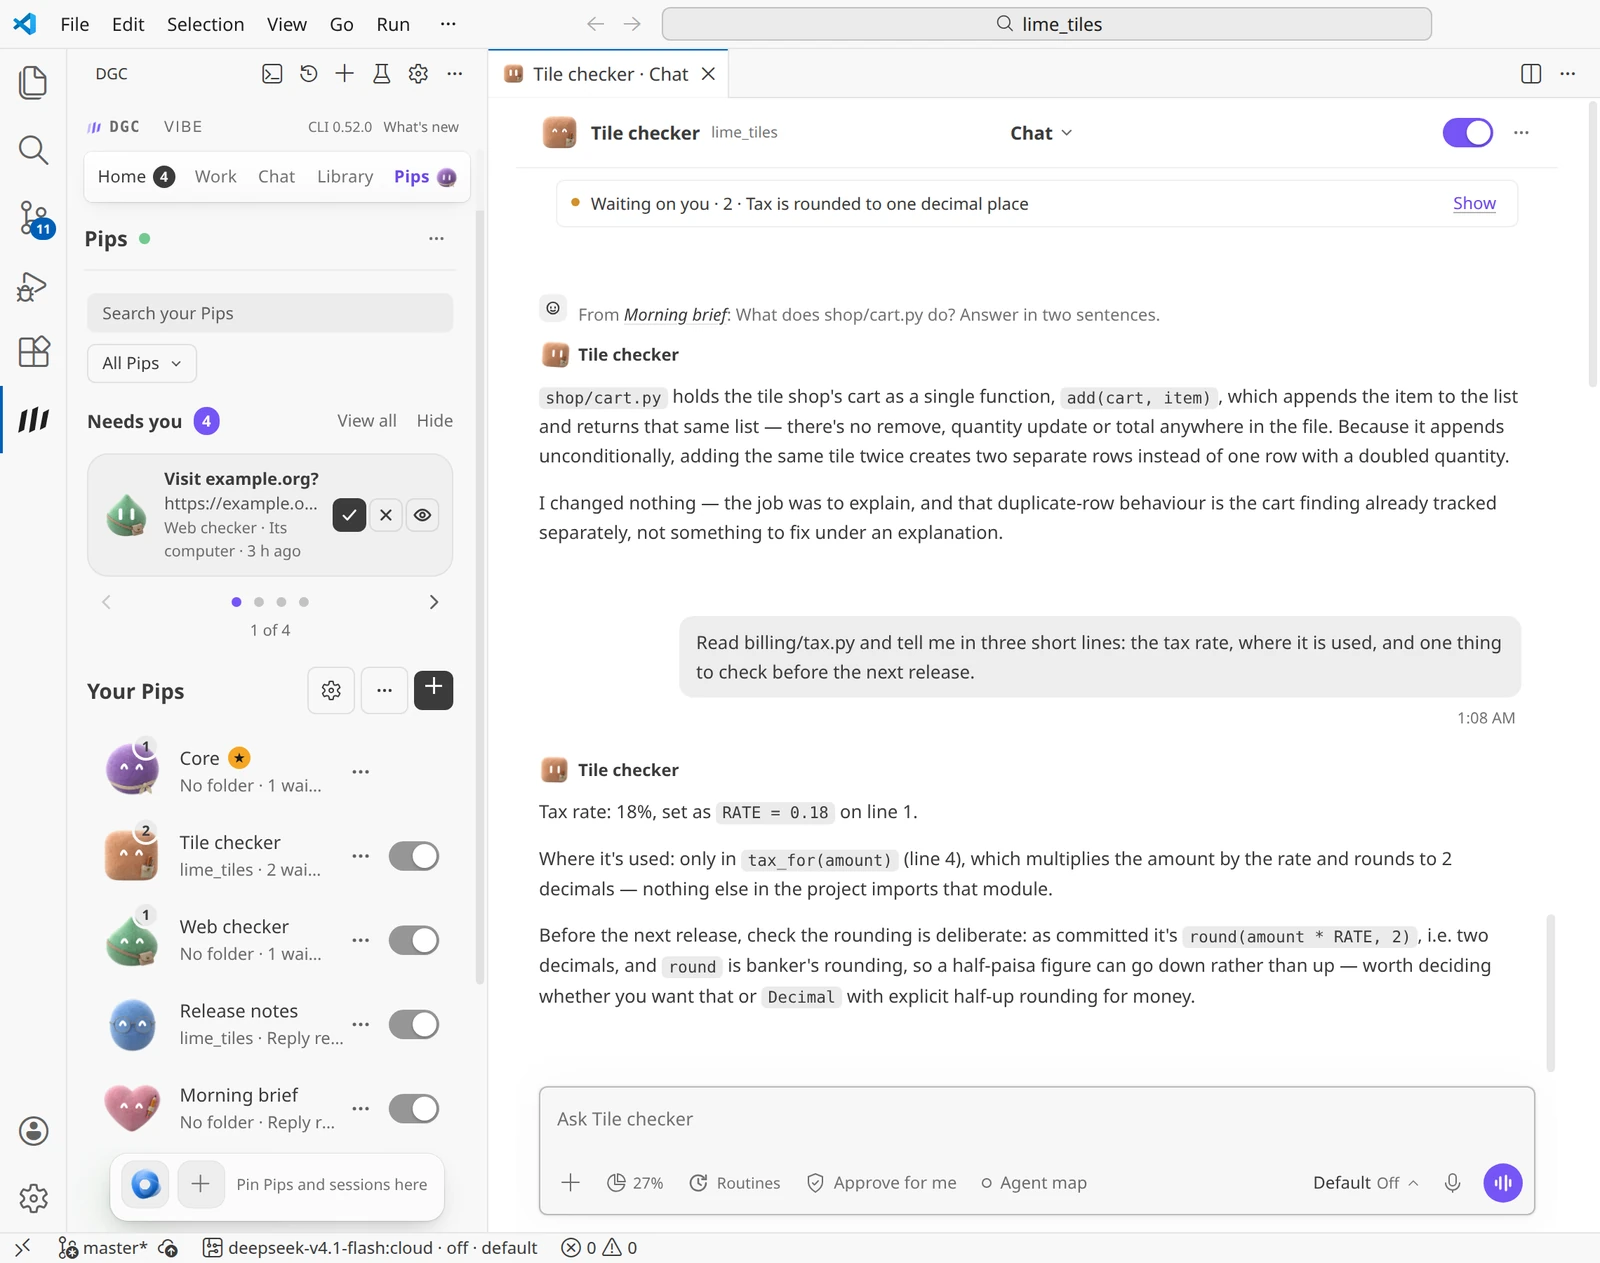 File Edit Selection View Go Run ···
lime_tiles
11
DGC
DGC VIBE CLI 0.52.0 What's new
Home 4 Work Chat Library Pips
Pips
Search your Pips
All Pips
Needs you 4 View all Hide
Visit example.org?
https://example.o...
Web checker · Its
computer · 3 h ago
1 of 4
Your Pips
1
Core
No folder · 1 wai...
2
Tile checker
lime_tiles · 2 wai...
1
Web checker
No folder · 1 wai...
Release notes
lime_tiles · Reply re...
Morning brief
No folder · Reply r...
Pin Pips and sessions here
Tile checker · Chat
Tile checker lime_tiles Chat
Waiting on you · 2 · Tax is rounded to one decimal place Show
From Morning brief: What does shop/cart.py do? Answer in two sentences.
Tile checker
shop/cart.py holds the tile shop's cart as a single function, add(cart, item), which appends the item to the list
and returns that same list — there's no remove, quantity update or total anywhere in the file. Because it appends
unconditionally, adding the same tile twice creates two separate rows instead of one row with a doubled quantity.
I changed nothing — the job was to explain, and that duplicate-row behaviour is the cart finding already tracked
separately, not something to fix under an explanation.
Read billing/tax.py and tell me in three short lines: the tax rate, where it is used, and one thing
to check before the next release.
1:08 AM
Tile checker
Tax rate: 18%, set as RATE = 0.18 on line 1.
Where it's used: only in tax_for(amount) (line 4), which multiplies the amount by the rate and rounds to 2
decimals — nothing else in the project imports that module.
Before the next release, check the rounding is deliberate: as committed it's round(amount * RATE, 2), i.e. two
decimals, and round is banker's rounding, so a half-paisa figure can go down rather than up — worth deciding
whether you want that or Decimal with explicit half-up rounding for money.
Ask Tile checker
27% Routines Approve for me Agent map Default Off
master* deepseek-v4.1-flash:cloud · off · default 0 0